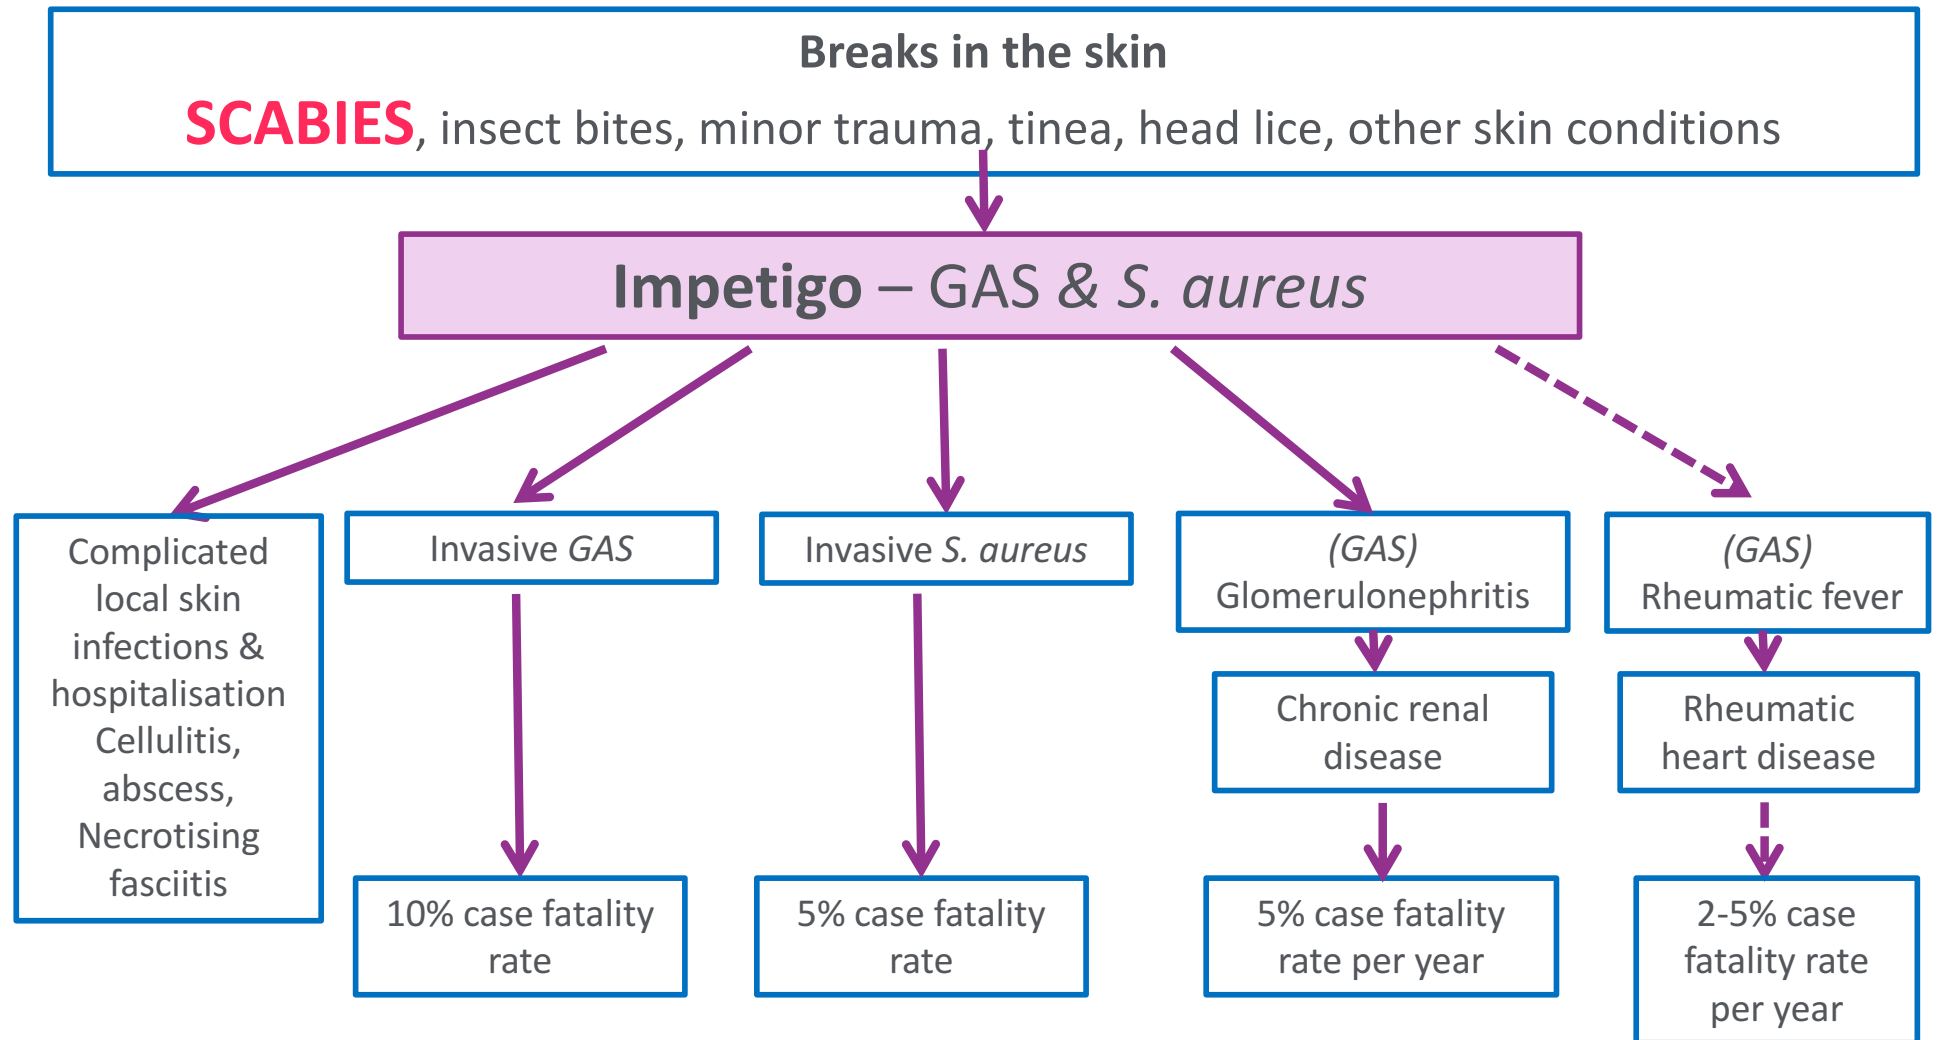 Breaks in the skin
SCABIES, insect bites, minor trauma, tinea, head lice, other skin conditions
Impetigo – GAS & S. aureus
Complicated
local skin
infections &
hospitalisation
Cellulitis,
abscess,
Necrotising
fasciitis
Invasive GAS
10% case fatality
rate
Invasive S. aureus
5% case fatality
rate
(GAS)
Glomerulonephritis
Chronic renal
disease
5% case fatality
rate per year
(GAS)
Rheumatic fever
Rheumatic
heart disease
2-5% case
fatality rate
per year